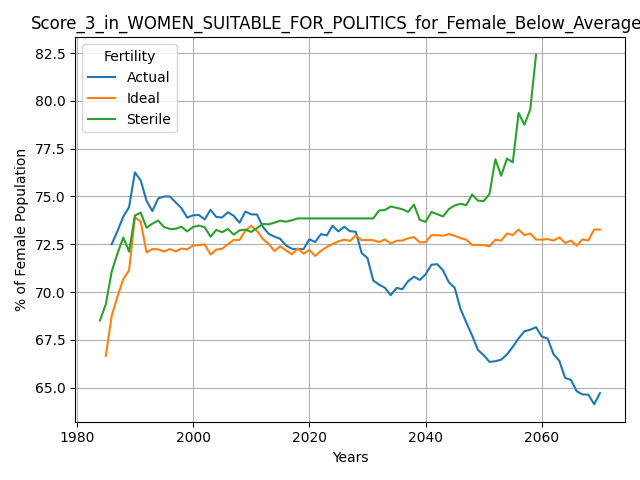 Score_3_in_WOMEN_SUITABLE_FOR_POLITICS_for_Female_Below_Average
Fertility
Actual
Ideal
Sterile
% of Female Population
82.5
80.0
77.5
75.0
72.5
70.0
67.5
65.0
1980
2000
2020
2040
2060
Years